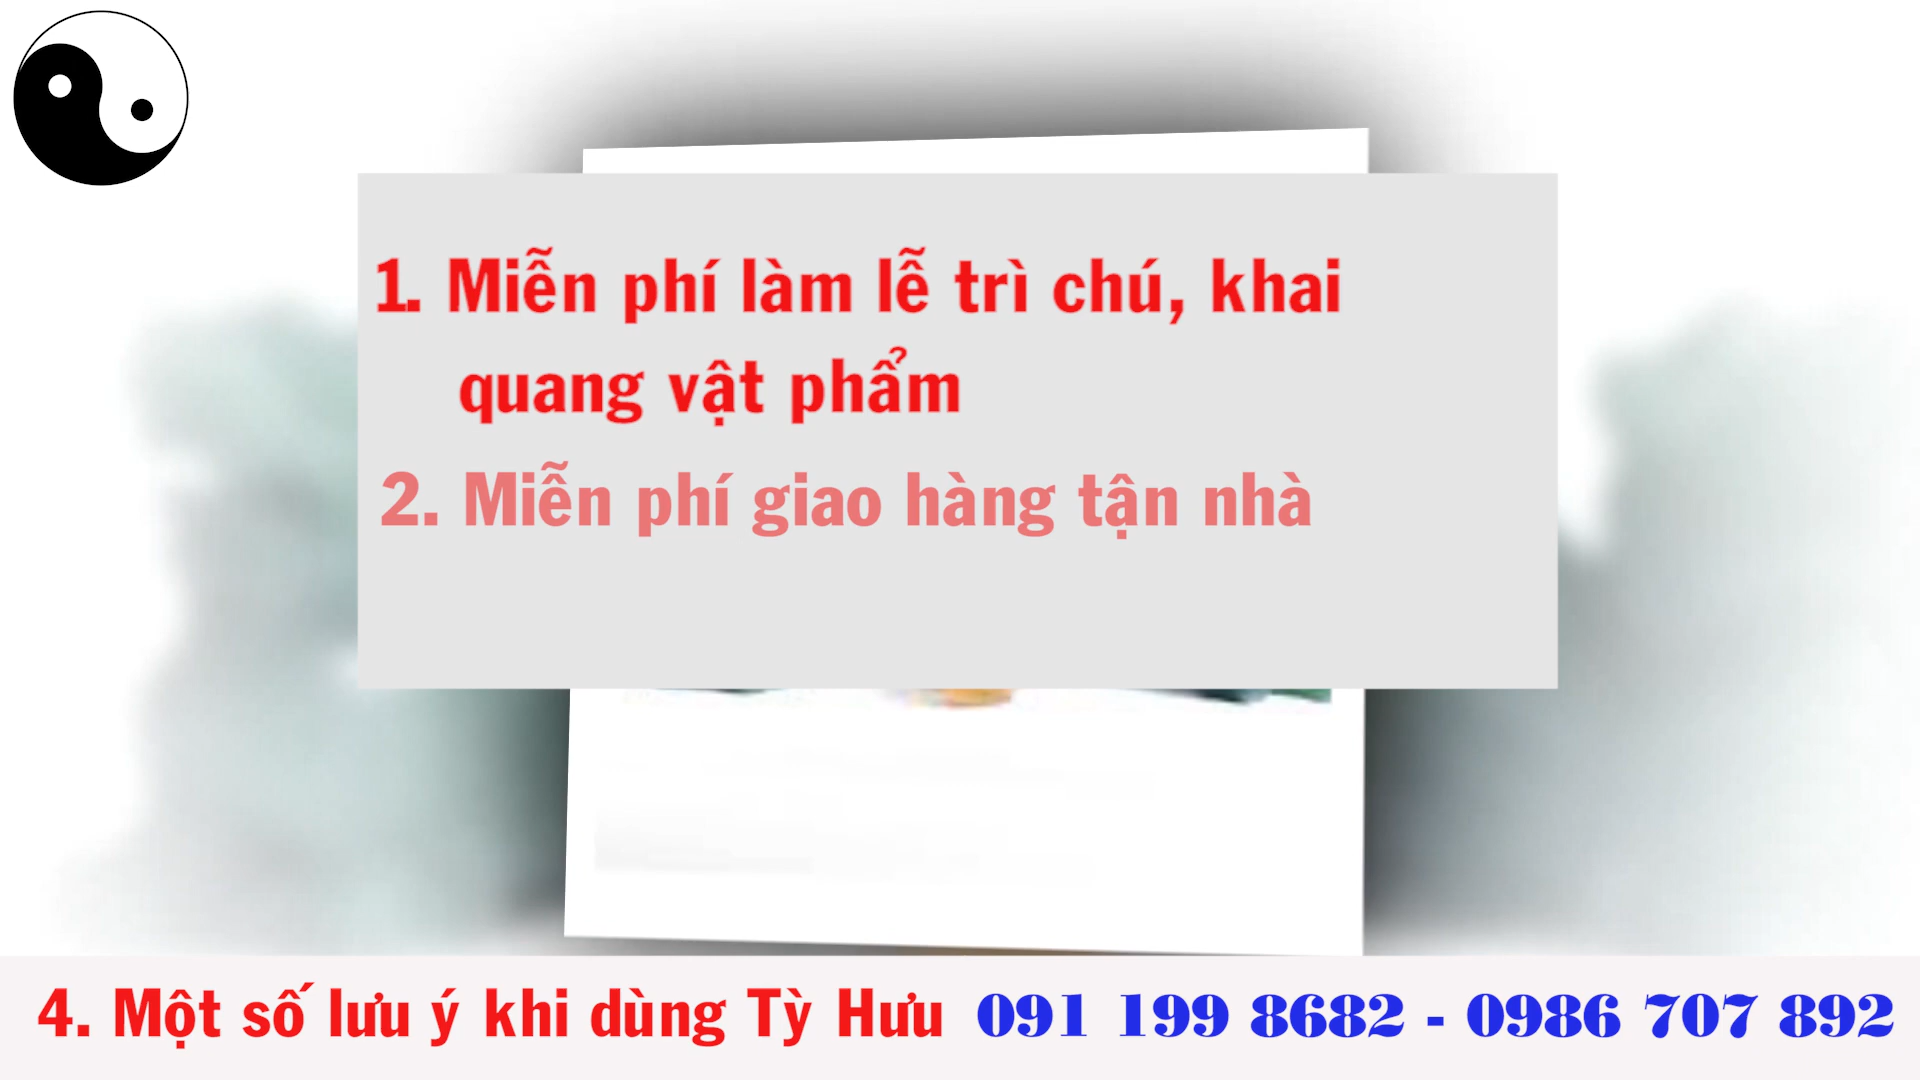 1. Miễn phí làm lễ trì chú, khai
quang vật phẩm
2. Miễn phí giao hàng tận nhà
4. Một số lưu ý khi dùng Tỳ Hưu 091 199 8682 - 0986 707 892